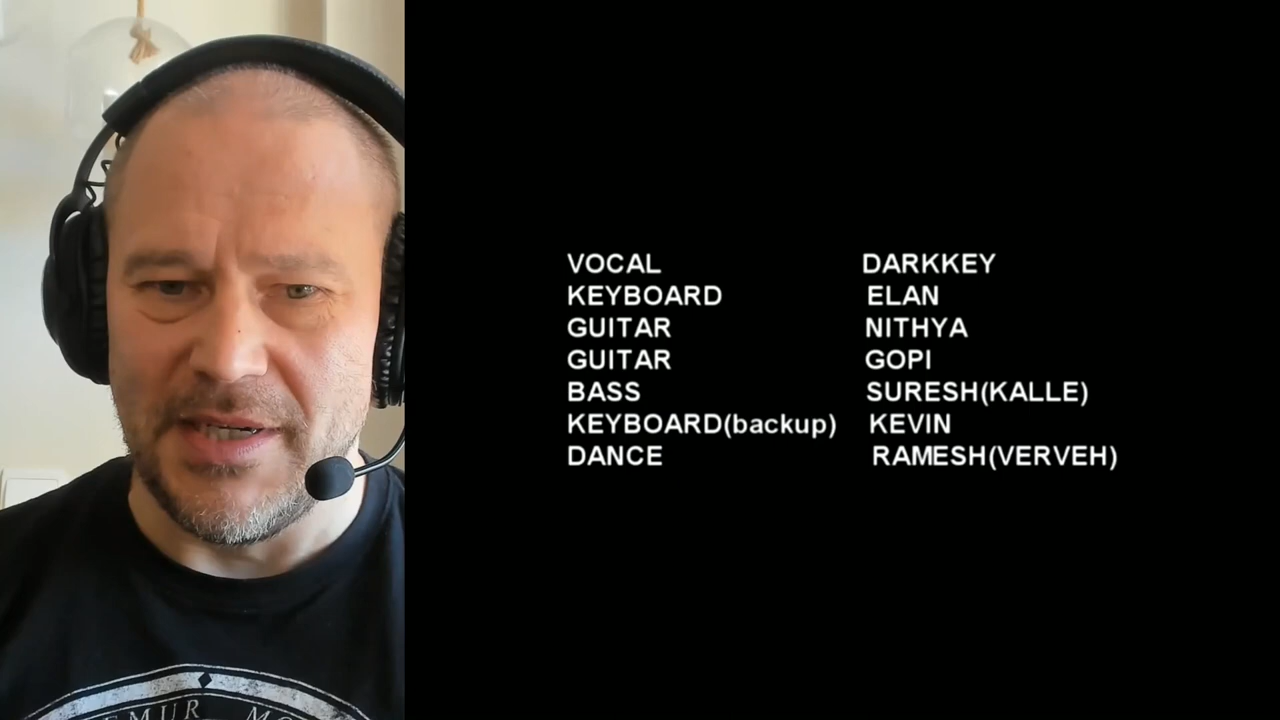 VOCAL DARKKEY
KEYBOARD ELAN
GUITAR NITHYA
GUITAR GOPI
BASS SURESH(KALLE)
KEYBOARD(backup) KEVIN
DANCE RAMESH(VERVEH)